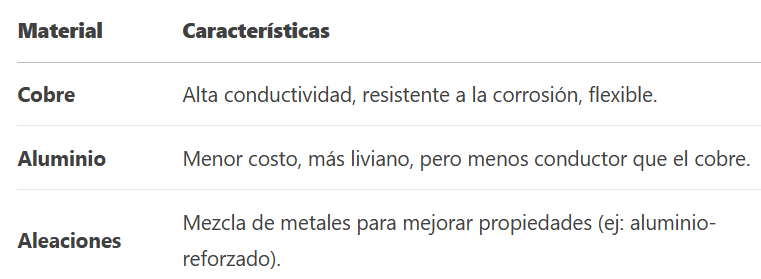 Material Características
Cobre Alta conductividad, resistente a la corrosión, flexible.
Aluminio Menor costo, más liviano, pero menos conductor que el cobre.
Aleaciones Mezcla de metales para mejorar propiedades (ej: aluminio-
reforzado).